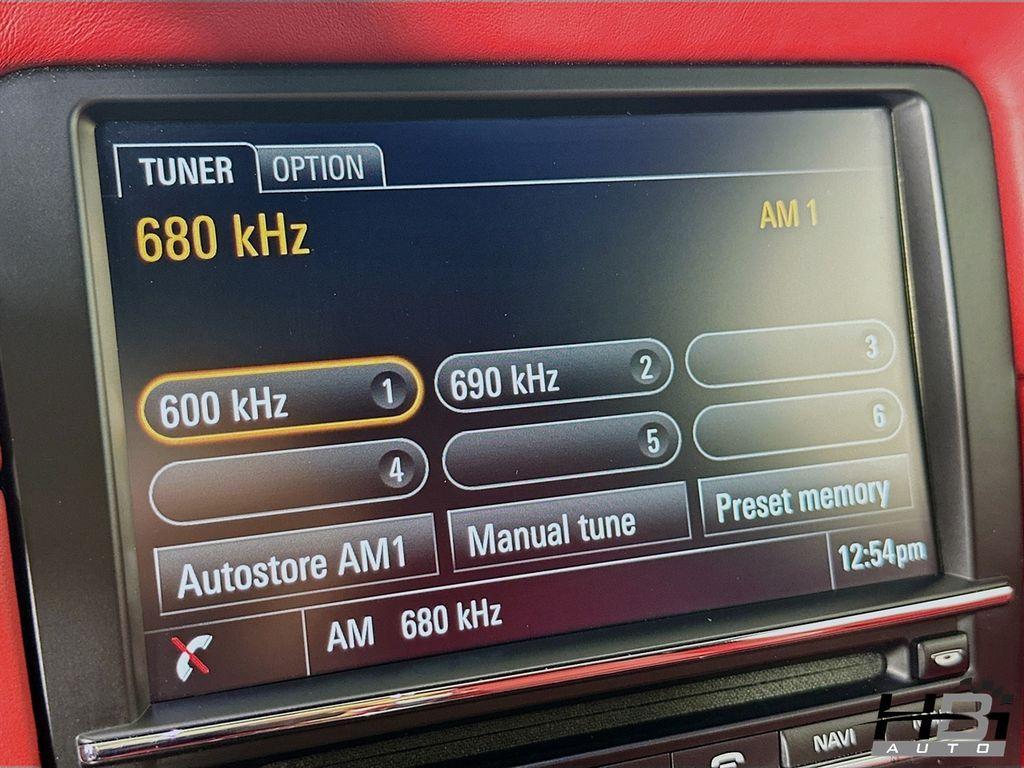 TUNER OPTION
680 kHz AM 1
600 kHz 1 690 kHz 2 3
4 5 6
Autostore AM1 Manual tune Preset memory
AM 680 kHz 12:54pm
NAVI
HBI
AUTO